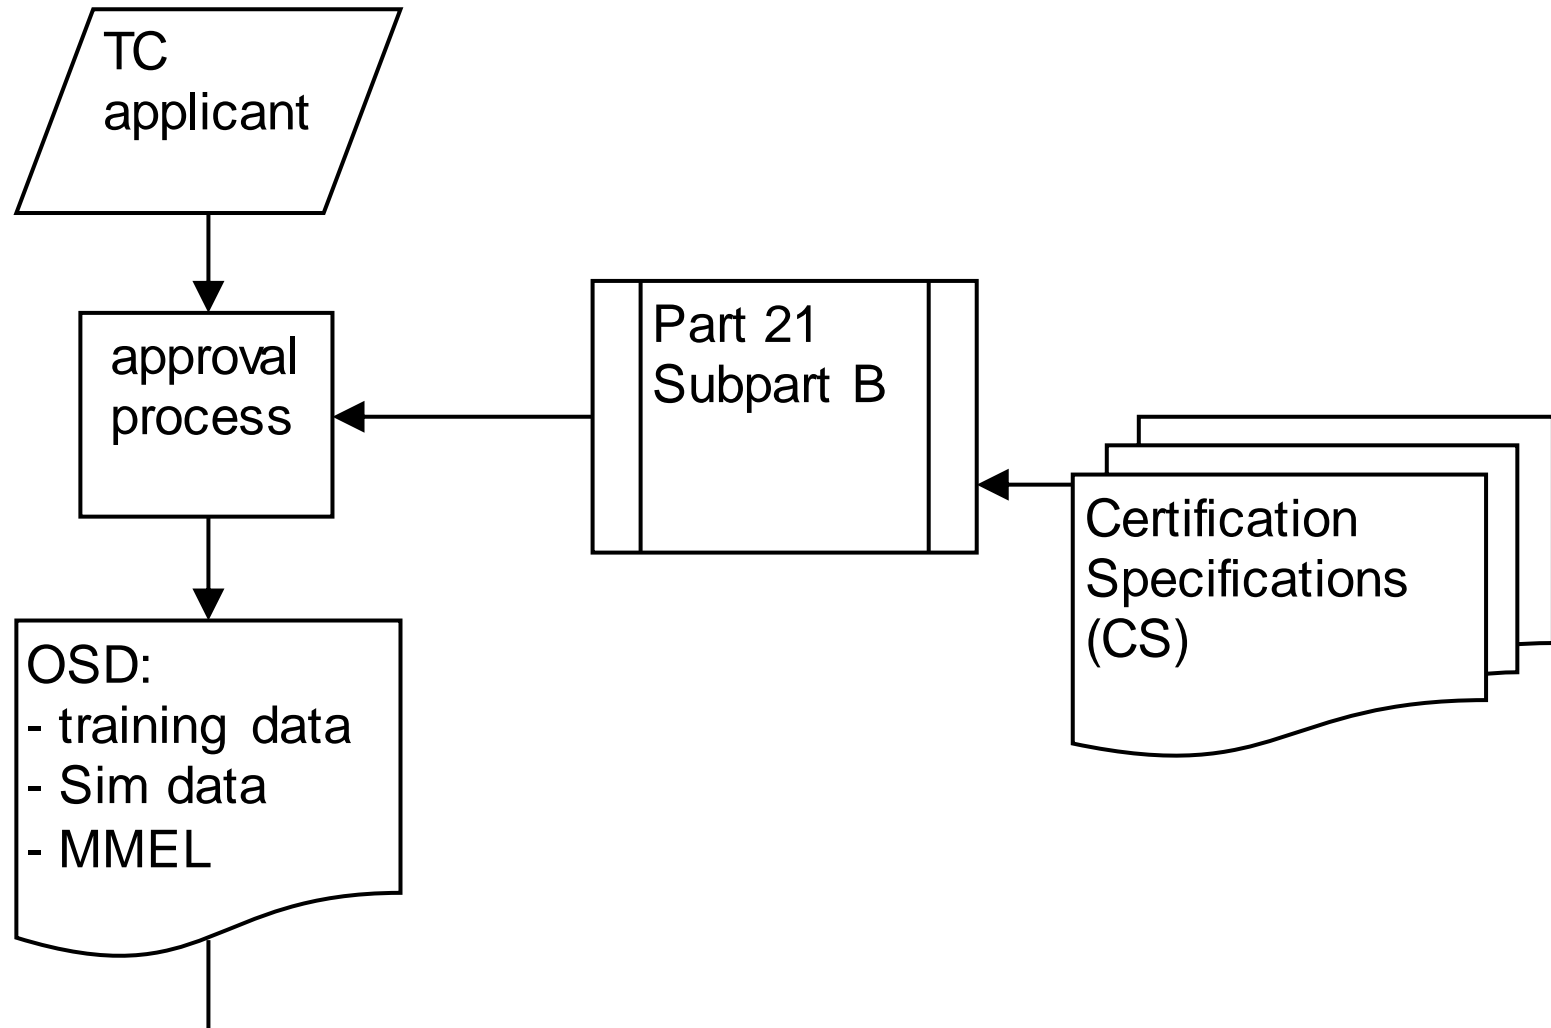 TC
applicant
approval
process
Part 21
Subpart B
Certification
Specifications
(CS)
OSD:
- training data
- Sim data
- MMEL